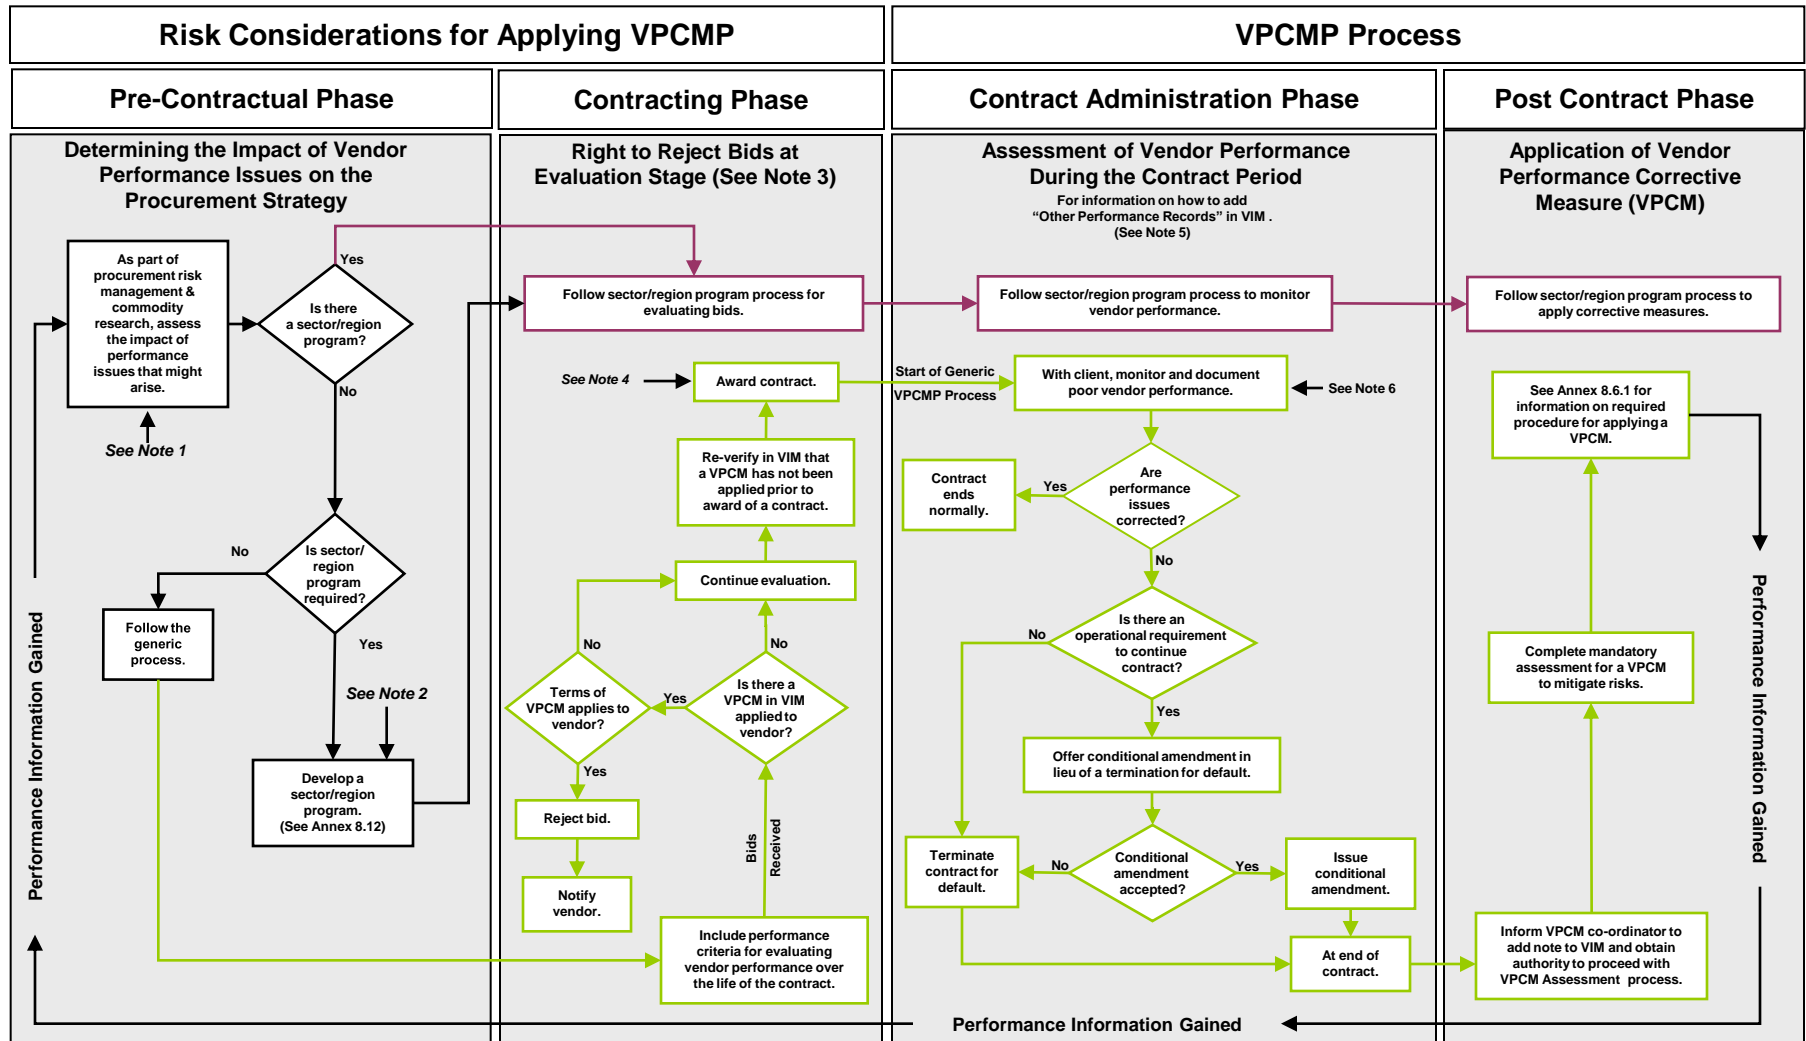 Risk Considerations for Applying VPCMP
VPCMP Process
Pre-Contractual Phase
Contracting Phase
Contract Administration Phase
Post Contract Phase
Determining the Impact of Vendor
Performance Issues on the
Procurement Strategy
As part of
procurement risk
management &
commodity
research, assess
the impact of
performance
issues that might
arise.
See Note 1
Yes
Is there
a sector/region
program?
No
Is sector/
region
program
required?
No
Follow the
generic
process.
Yes
See Note 2
Develop a
sector/region
program.
(See Annex 8.12)
Performance Information Gained
Right to Reject Bids at
Evaluation Stage (See Note 3)
Follow sector/region program process for
evaluating bids.
See Note 4
Award contract.
Re-verify in VIM that
a VPCM has not been
applied prior to
award of a contract.
Continue evaluation.
No
No
Terms of
VPCM applies to
vendor?
Yes
Is there a
VPCM in VIM
applied to
vendor?
Yes
Reject bid.
Notify
vendor.
Bids
Received
Include performance
criteria for evaluating
vendor performance over
the life of the contract.
Assessment of Vendor Performance
During the Contract Period
For information on how to add
“Other Performance Records” in VIM .
(See Note 5)
Follow sector/region program process to monitor
vendor performance.
Start of Generic
VPCMP Process
With client, monitor and document
poor vendor performance.
See Note 6
Contract
ends
normally.
Yes
Are
performance
issues
corrected?
No
No
Is there an
operational requirement
to continue
contract?
Yes
Offer conditional amendment in
lieu of a termination for default.
Terminate
contract for
default.
No
Conditional
amendment
accepted?
Yes
Issue
conditional
amendment.
At end of
contract.
Application of Vendor
Performance Corrective
Measure (VPCM)
Follow sector/region program process to
apply corrective measures.
See Annex 8.6.1 for
information on required
procedure for applying a
VPCM.
Complete mandatory
assessment for a VPCM
to mitigate risks.
Inform VPCM co-ordinator to
add note to VIM and obtain
authority to proceed with
VPCM Assessment process.
Performance Information Gained
Performance Information Gained